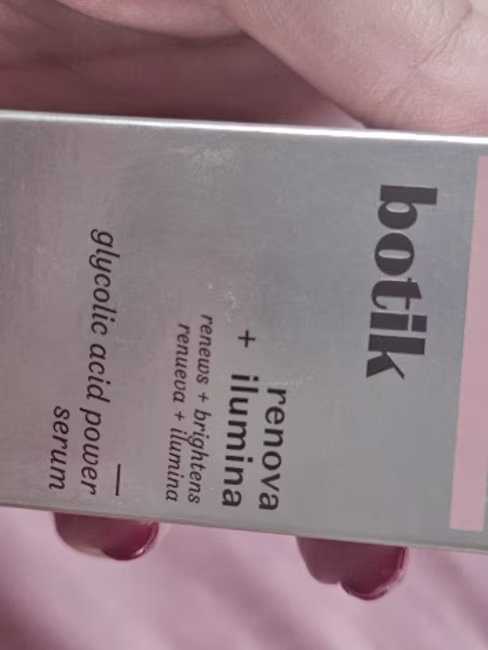 botik
renova
+ ilumina
renews + brightens
renueva + ilumina
glycolic acid power
serum